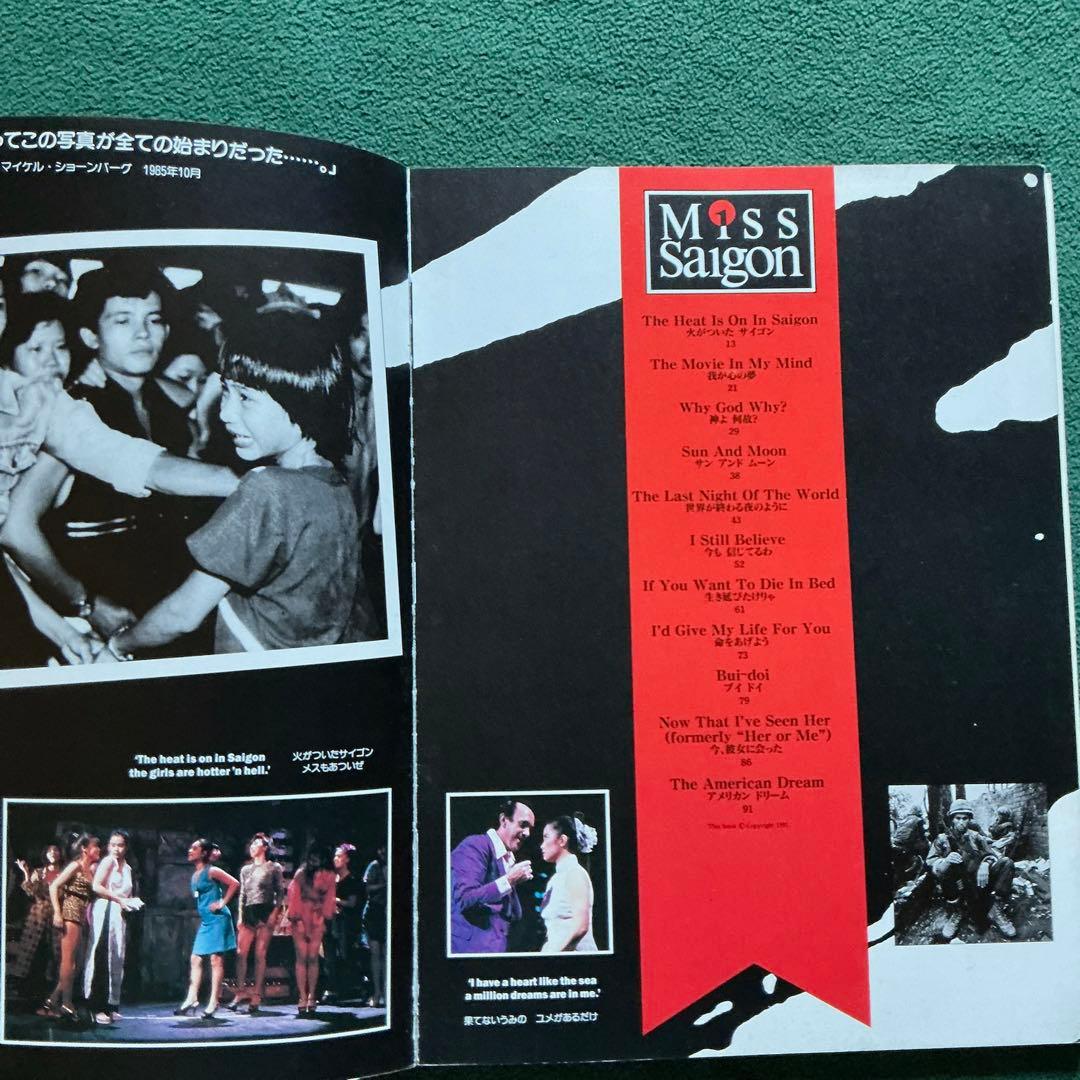 ってこの写真が全ての始まりだった……。」
マイケル・ショーンバーグ 1985年10月
'The heat is on in Saigon
the girls are hotter 'n hell.'
火がついたサイゴン
メスもあついぜ
Miss
Saigon
The Heat Is On In Saigon
火がついた サイゴン
13
The Movie In My Mind
我が心の夢
21
Why God Why?
神よ 何故?
29
Sun And Moon
サン アンド ムーン
38
The Last Night Of The World
世界が終わる夜のように
43
I Still Believe
今も 信じてるわ
52
If You Want To Die In Bed
生き延びたけりゃ
61
I'd Give My Life For You
命をあげよう
73
Bui-doi
ブイ ドイ
79
Now That I've Seen Her
(formerly "Her or Me")
今、彼女に会った
86
The American Dream
アメリカン ドリーム
91
This book © Copyright 1991.
'I have a heart like the sea
a million dreams are in me.'
果てないうみの ユメがあるだけ